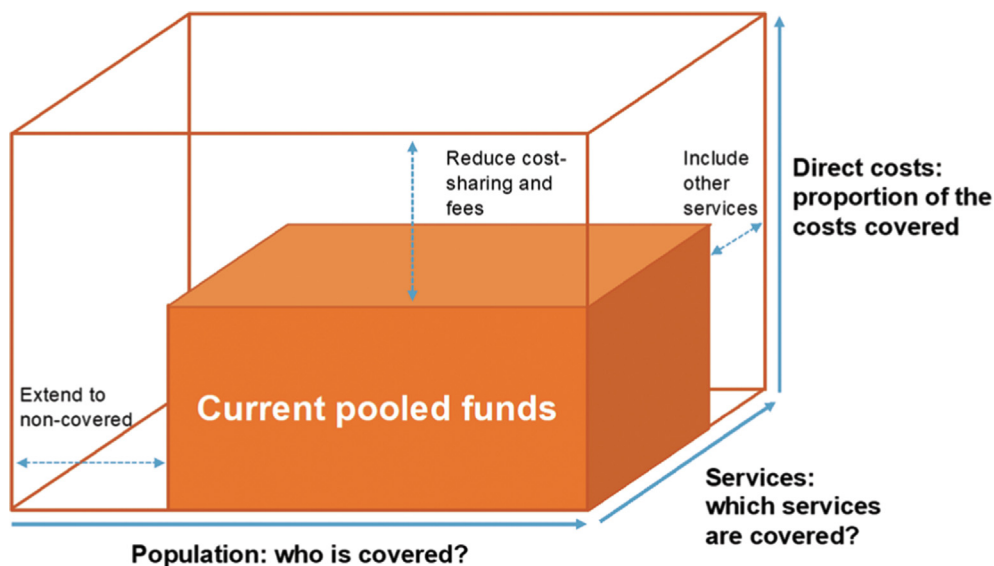 Reduce cost-
sharing and
fees
Include
other
services
Direct costs:
proportion of the
costs covered
Extend to
non-covered
Current pooled funds
Services:
which services
are covered?
Population: who is covered?